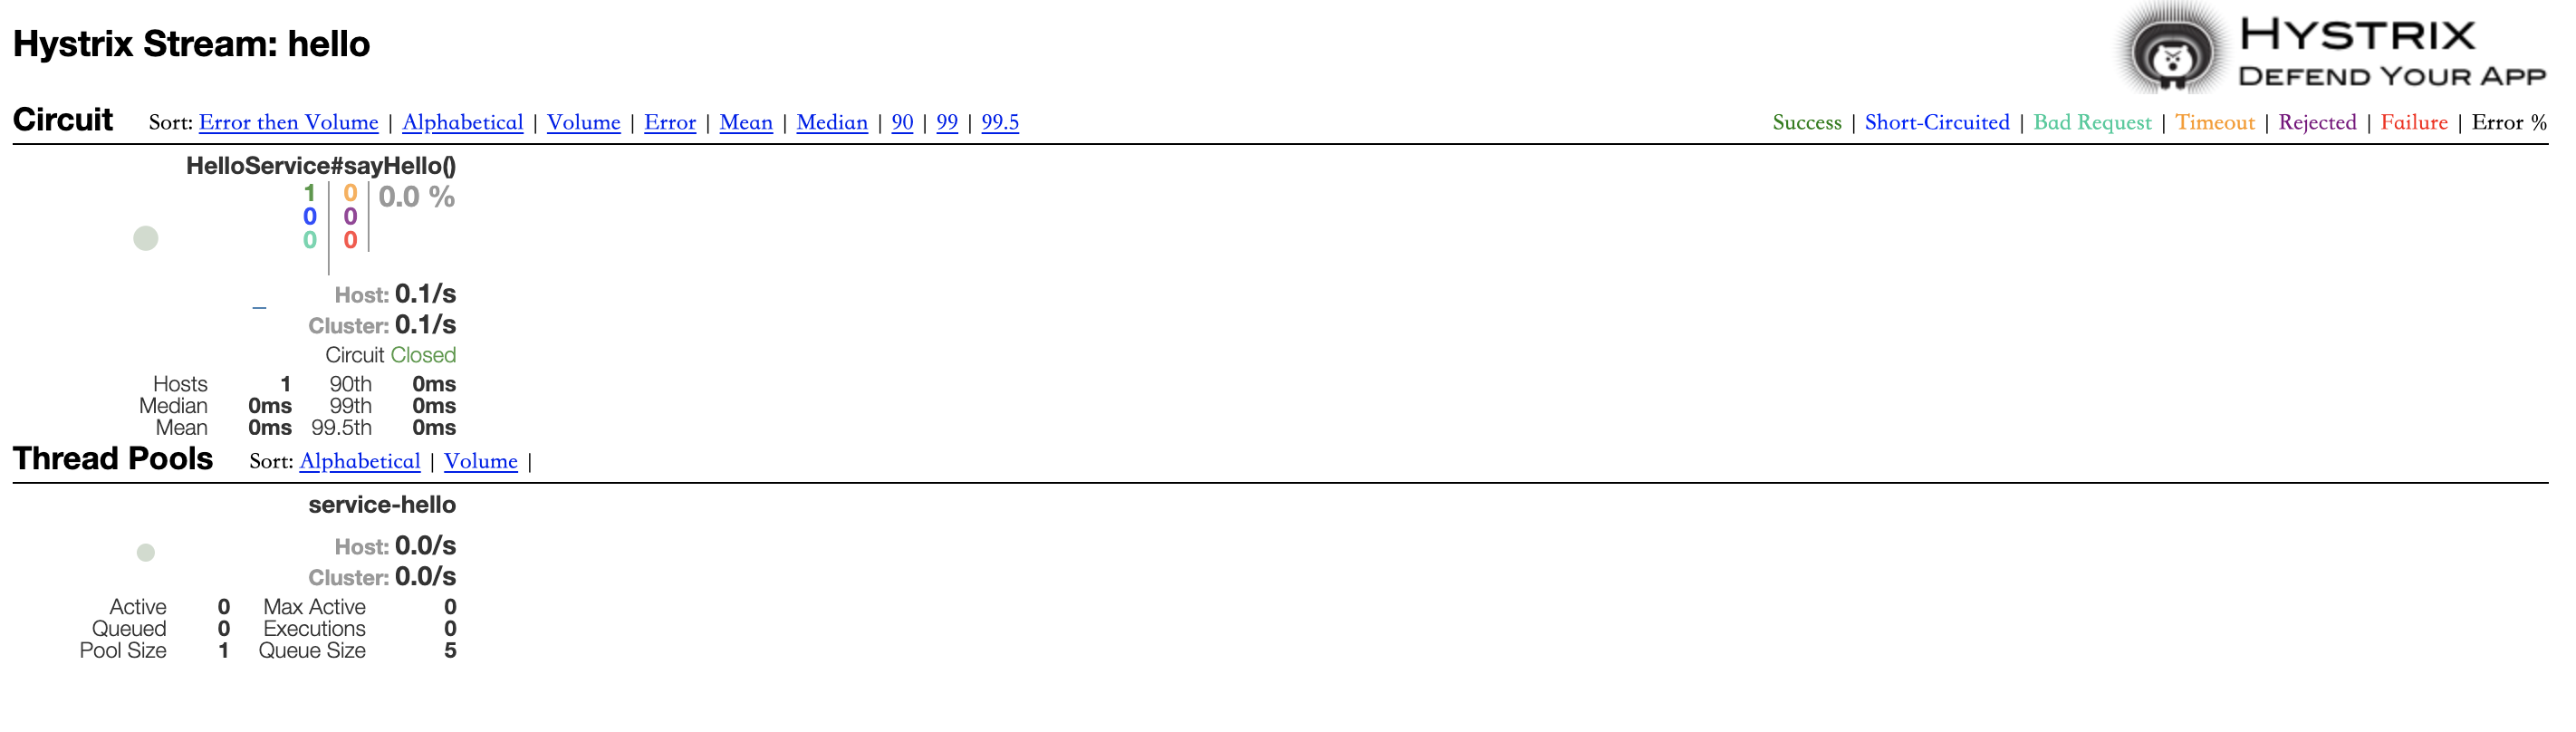 Hystrix Stream: hello
HYSTRIX
DEFEND YOUR APP
Circuit Sort: Error then Volume | Alphabetical | Volume | Error | Mean | Median | 90 | 99 | 99.5
Success | Short-Circuited | Bad Request | Timeout | Rejected | Failure | Error %
HelloService#sayHello()
1 0 0.0 %
0 0
0 0
Host: 0.1/s
Cluster: 0.1/s
Circuit Closed
Hosts 1 90th 0ms
Median 0ms 99th 0ms
Mean 0ms 99.5th 0ms
Thread Pools Sort: Alphabetical | Volume |
service-hello
Host: 0.0/s
Cluster: 0.0/s
Active 0 Max Active 0
Queued 0 Executions 0
Pool Size 1 Queue Size 5